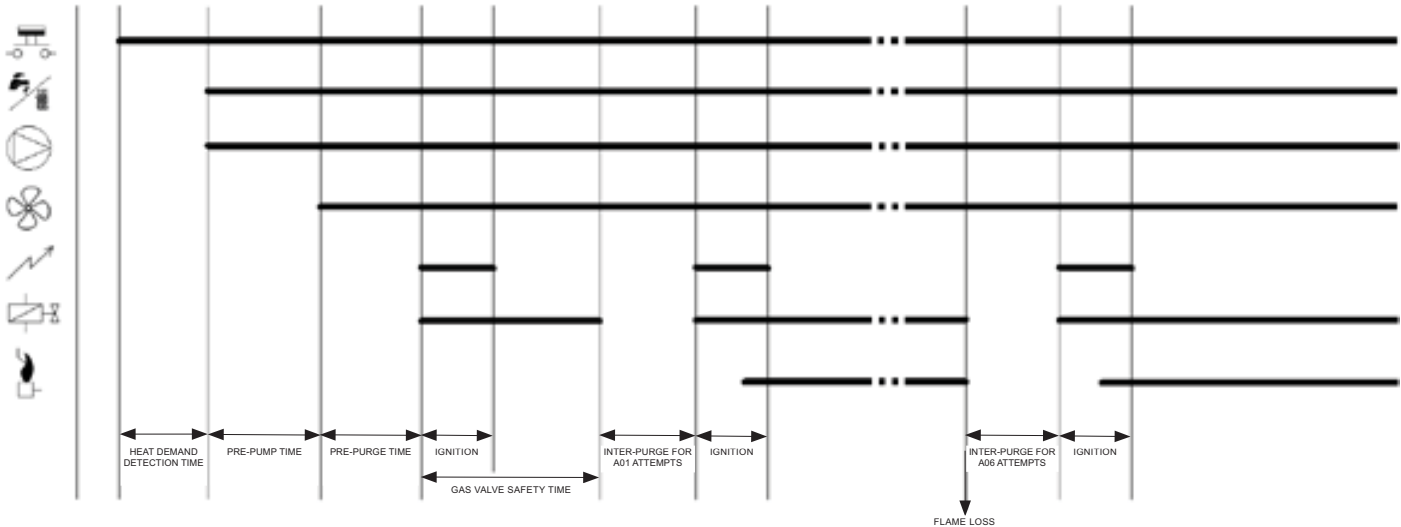 HEAT DEMAND
DETECTION TIME
PRE-PUMP TIME
PRE-PURGE TIME
IGNITION
INTER-PURGE FOR
A01 ATTEMPTS
IGNITION
INTER-PURGE FOR
A06 ATTEMPTS
IGNITION
GAS VALVE SAFETY TIME
FLAME LOSS